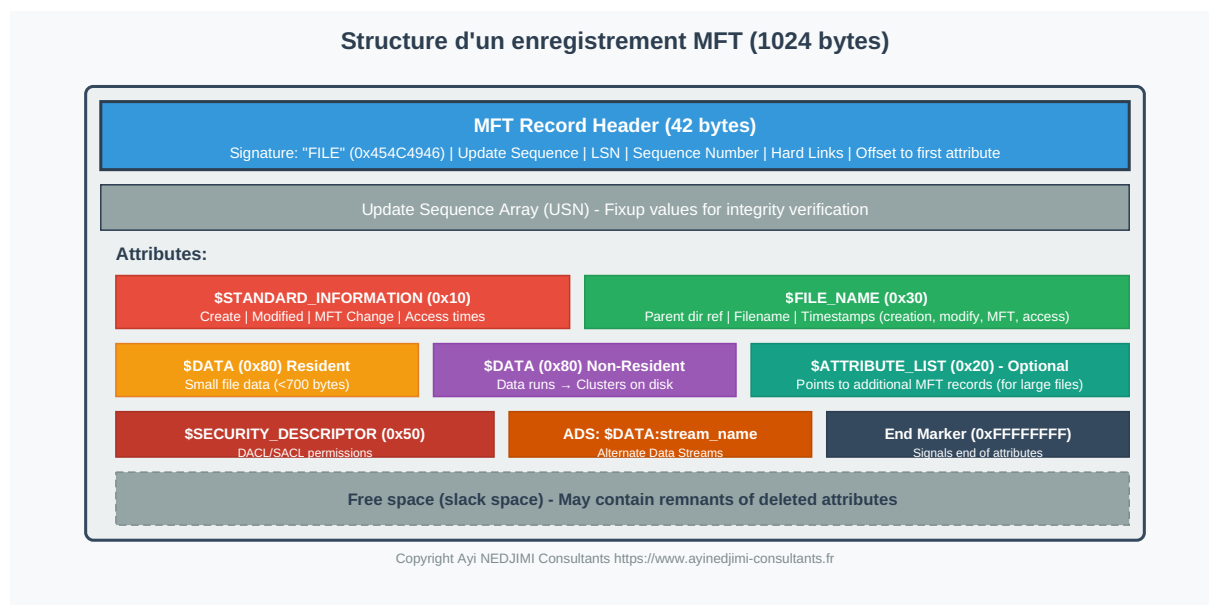 Structure d'un enregistrement MFT (1024 bytes)
MFT Record Header (42 bytes)
Signature: "FILE" (0x454C4946) | Update Sequence | LSN | Sequence Number | Hard Links | Offset to first attribute
Update Sequence Array (USN) - Fixup values for integrity verification
Attributes:
$STANDARD_INFORMATION (0x10)
Create | Modified | MFT Change | Access times
$FILE_NAME (0x30)
Parent dir ref | Filename | Timestamps (creation, modify, MFT, access)
$DATA (0x80) Resident
Small file data (<700 bytes)
$DATA (0x80) Non-Resident
Data runs → Clusters on disk
$ATTRIBUTE_LIST (0x20) - Optional
Points to additional MFT records (for large files)
$SECURITY_DESCRIPTOR (0x50)
DACL/SACL permissions
ADS: $DATA:stream_name
Alternate Data Streams
End Marker (0xFFFFFFFF)
Signals end of attributes
Free space (slack space) - May contain remnants of deleted attributes
Copyright Ayi NEDJIMI Consultants https://www.ayinedjimi-consultants.fr